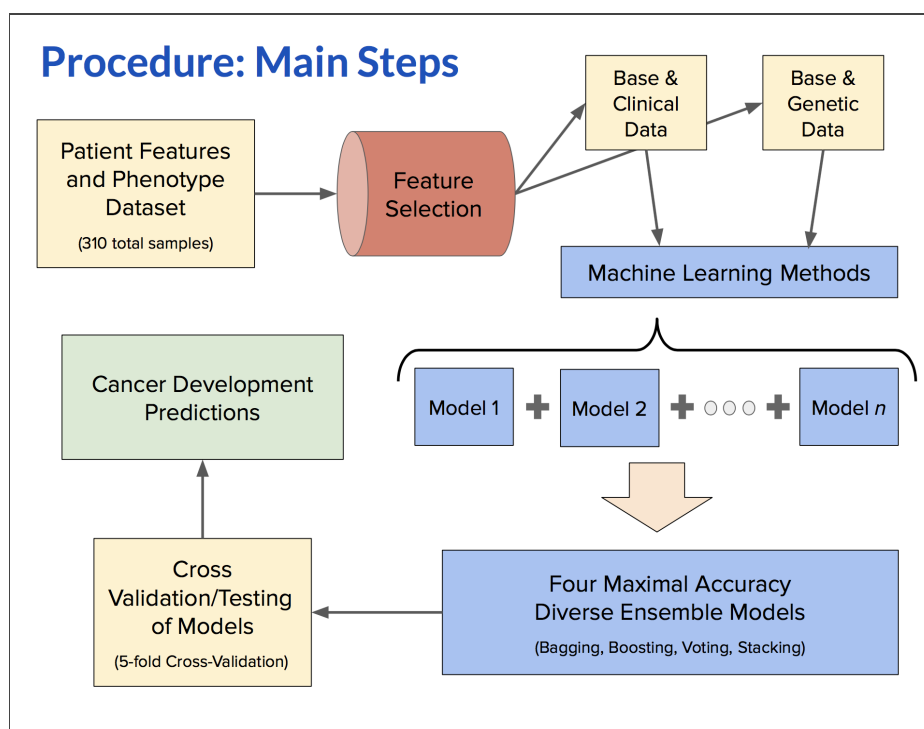 Procedure: Main Steps
Patient Features
and Phenotype
Dataset
(310 total samples)
Feature
Selection
Base &
Clinical
Data
Base &
Genetic
Data
Machine Learning Methods
Model 1
Model 2
Model n
Four Maximal Accuracy
Diverse Ensemble Models
(Bagging, Boosting, Voting, Stacking)
Cross
Validation/Testing
of Models
(5-fold Cross-Validation)
Cancer Development
Predictions